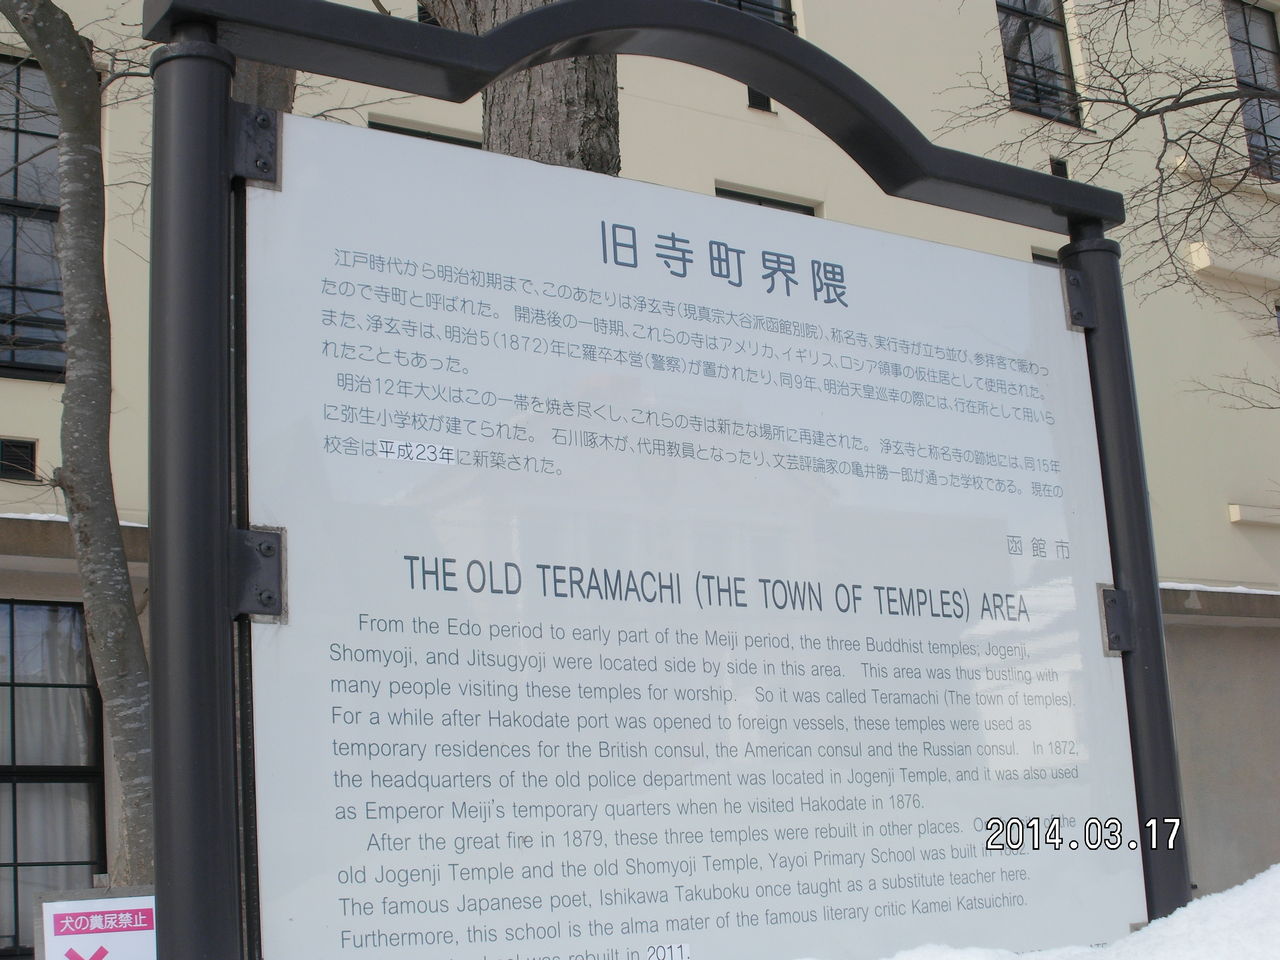 旧寺町界隈
江戸時代から明治初期まで、このあたりは浄玄寺(現真宗大谷派函館別院)、称名寺、実行寺が立ち並び、参拝客で賑わっ
たので寺町と呼ばれた。 開港後の一時期、これらの寺はアメリカ、イギリス、ロシア領事の仮住居として使用された。
また、浄玄寺は、明治5(1872)年に羅卒本営(警察)が置かれたり、同9年、明治天皇巡幸の際には、行在所として用いら
れたこともあった。
明治12年大火はこの一帯を焼き尽くし、これらの寺は新たな場所に再建された。 浄玄寺と称名寺の跡地には、同15年
に弥生小学校が建てられた。 石川啄木が、代用教員となったり、文芸評論家の亀井勝一郎が通った学校である。 現在の
校舎は平成23年に新築された。
函館市
THE OLD TERAMACHI (THE TOWN OF TEMPLES) AREA
From the Edo period to early part of the Meiji period, the three Buddhist temples; Jogenji,
Shomyoji, and Jitsugyoji were located side by side in this area. This area was thus bustling with
many people visiting these temples for worship. So it was called Teramachi (The town of temples).
For a while after Hakodate port was opened to foreign vessels, these temples were used as
temporary residences for the British consul, the American consul and the Russian consul. In 1872,
the headquarters of the old police department was located in Jogenji Temple, and it was also used
as Emperor Meiji's temporary quarters when he visited Hakodate in 1876.
After the great fire in 1879, these three temples were rebuilt in other places. of the
old Jogenji Temple and the old Shomyoji Temple, Yayoi Primary School was built in 1882.
The famous Japanese poet, Ishikawa Takuboku once taught as a substitute teacher here.
Furthermore, this school is the alma mater of the famous literary critic Kamei Katsuichiro.
was rebuilt in 2011.
2014.03.17
犬の糞尿禁止